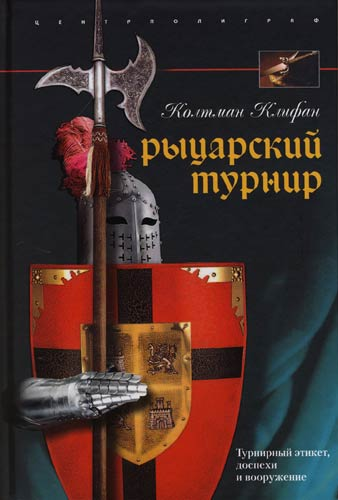 ЦЕНТРПОЛИГРАФ
Колтман Клифан
рыцарский
турнир
Турнирный этикет,
доспехи
и вооружение